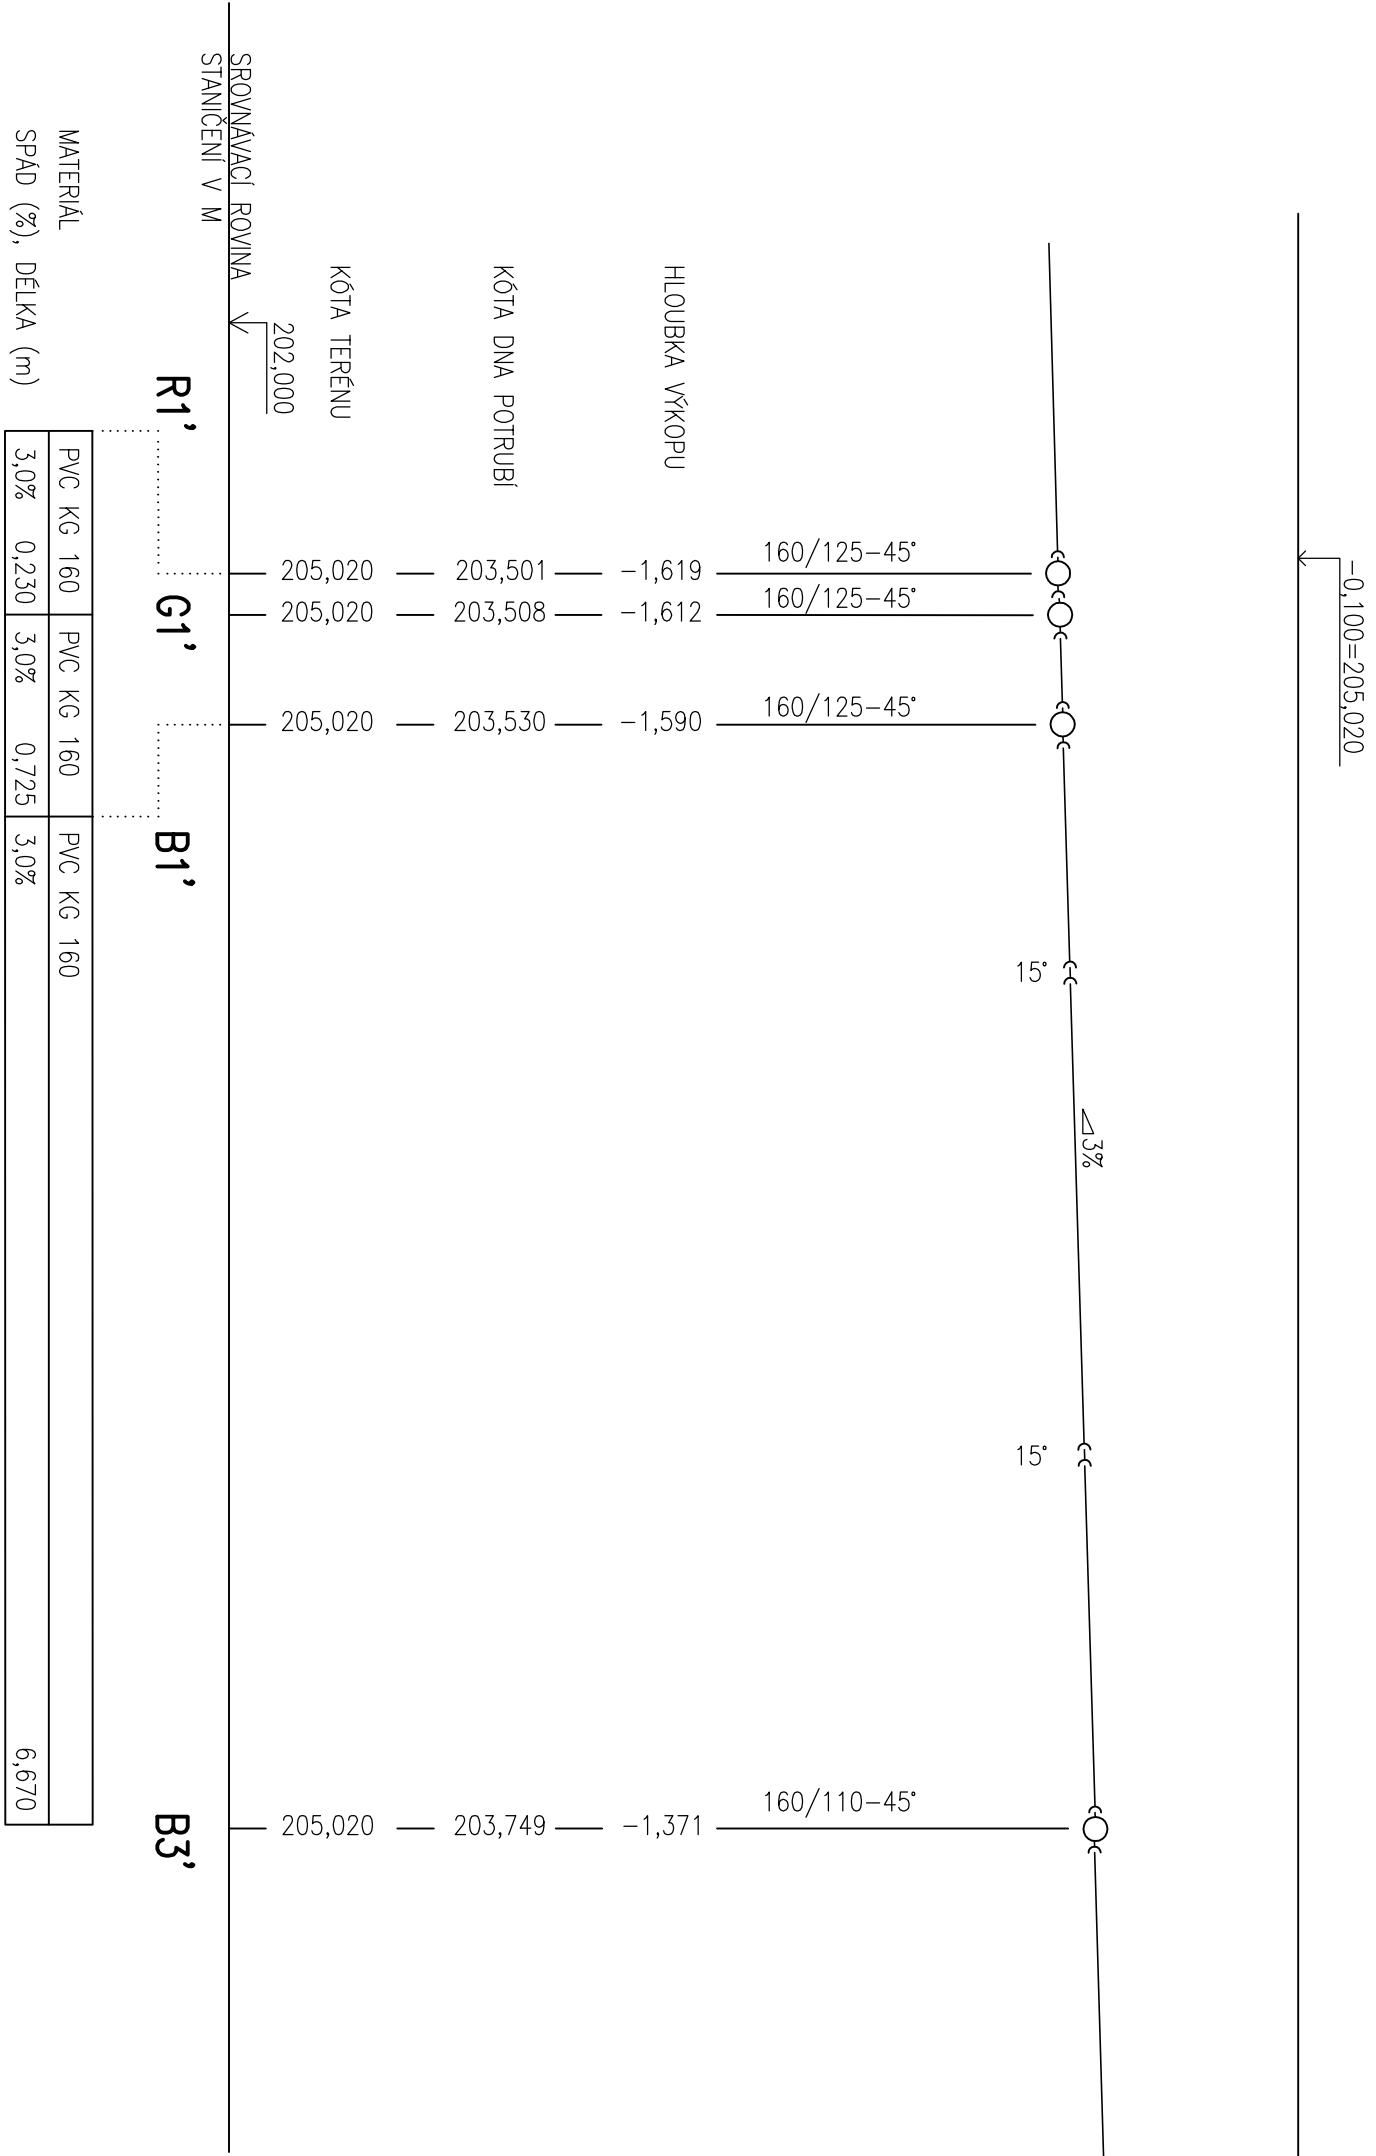 -0,100=205,020
160/125-45°
160/125-45°
160/125-45°
15°
3%
15°
160/110-45°
HLOUBKA VÝKOPU
-1,619
-1,612
-1,590
-1,371
KÓTA DNA POTRUBÍ
203,501
203,508
203,530
203,749
KÓTA TERÉNU
205,020
205,020
205,020
205,020
202,000
SROVNÁVACÍ ROVINA
STANIČENÍ V M
R1'
G1'
B1'
B3'
MATERIÁL
PVC KG 160
PVC KG 160
PVC KG 160
SPÁD (%), DÉLKA (m)
3,0% 0,230
3,0% 0,725
3,0% 6,670